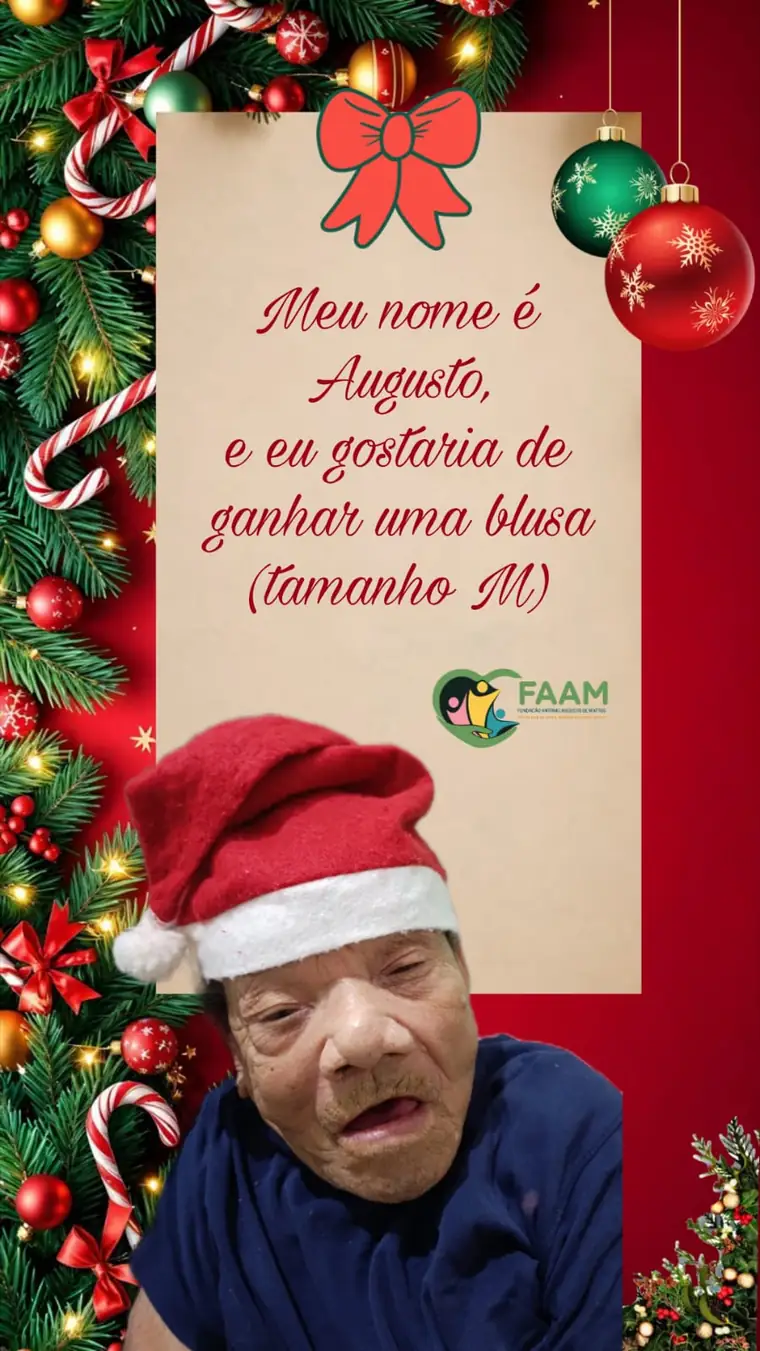 Meu nome é
Augusto,
e eu gostaria de
ganhar uma blusa
(tamanho M)
FAAM